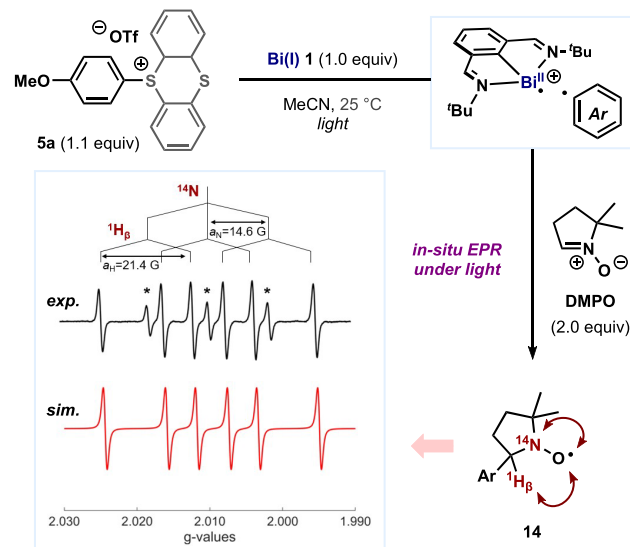 ⊖OTf
⊕
MeO
S
S
5a (1.1 equiv)
Bi(I) 1 (1.0 equiv)
MeCN, 25 °C
light
N
ᵗBu
N
Biᴵᴵ
⊕
ᵗBu
Ar
¹⁴N
¹Hβ
aN=14.6 G
aH=21.4 G
exp.
* * *
sim.
2.030 2.020 2.010 2.000 1.990
g-values
in-situ EPR
under light
N
⊕
O
⊖
DMPO
(2.0 equiv)
¹⁴N
O•
Ar
¹Hβ
14